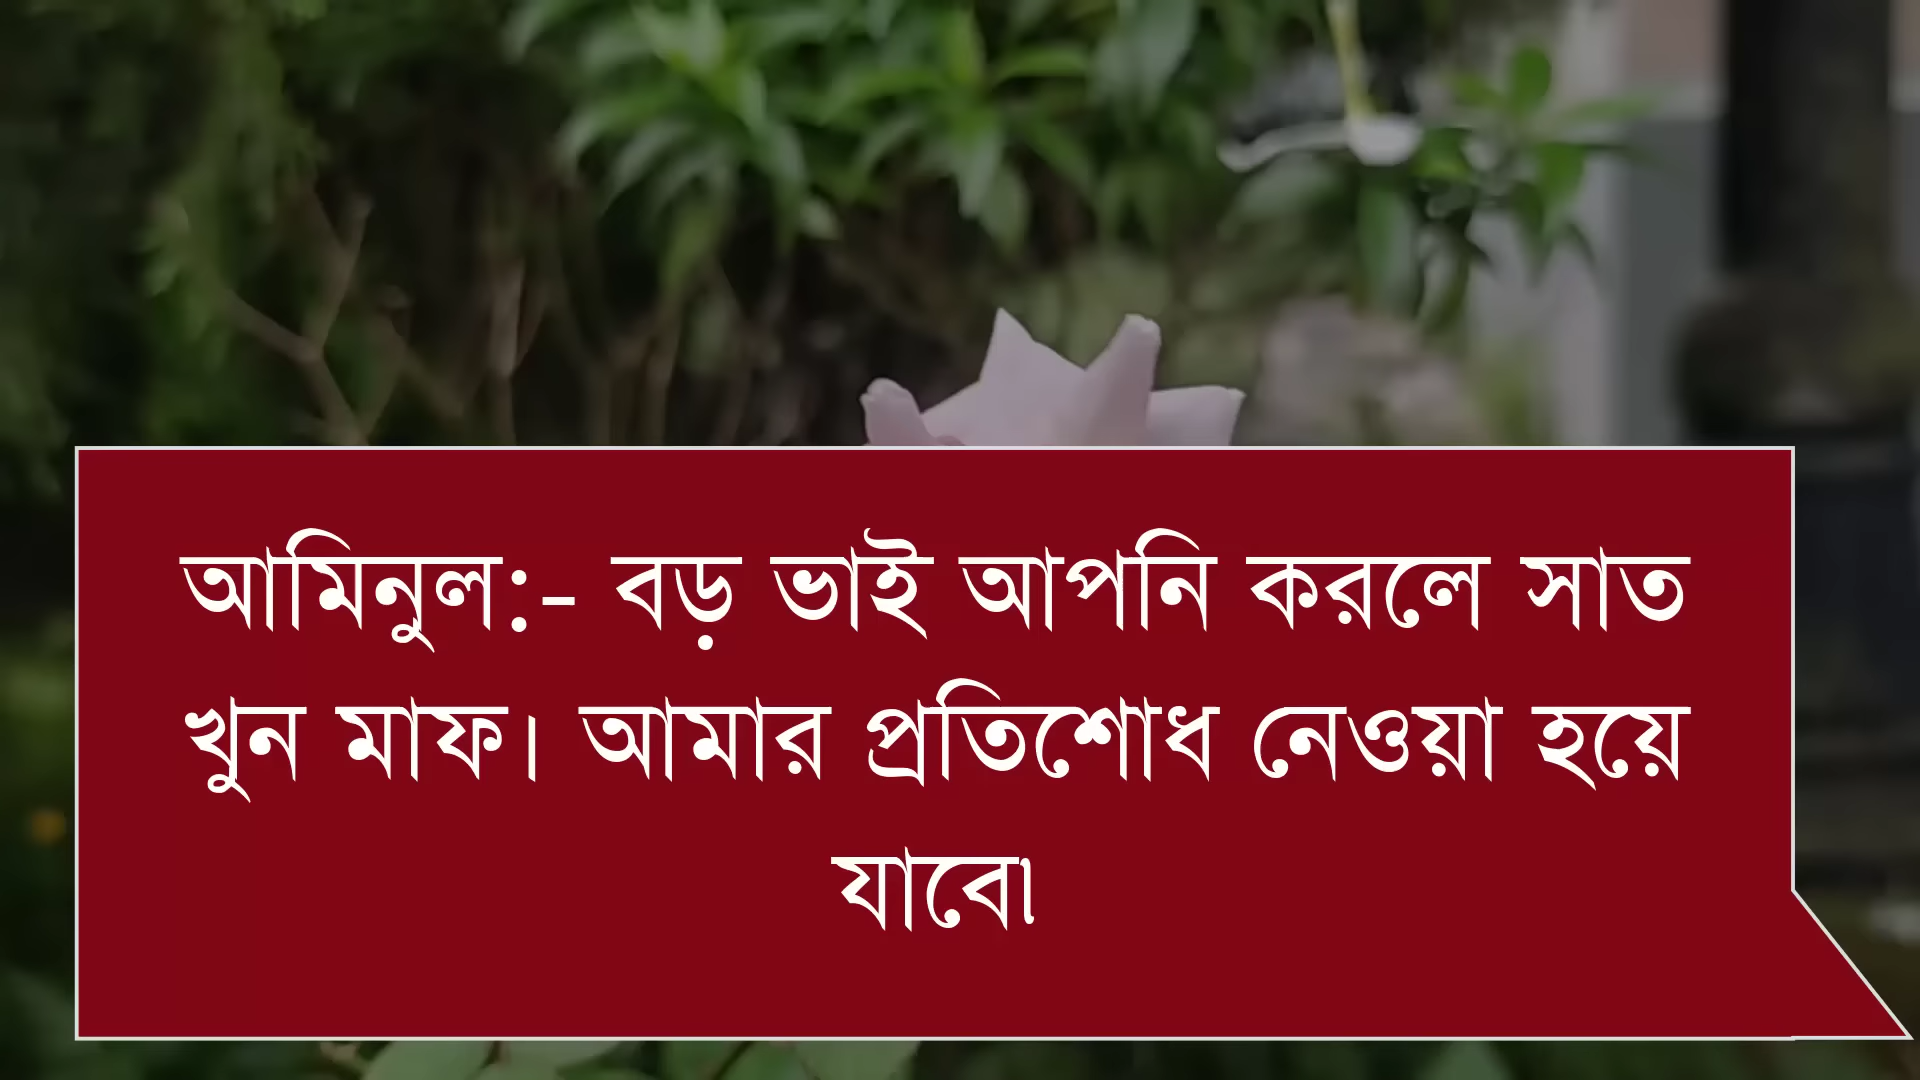 আমিনুল:- বড় ভাই আপনি করলে সাত
খুন মাফ। আমার প্রতিশোধ নেওয়া হয়ে
যাবে৷